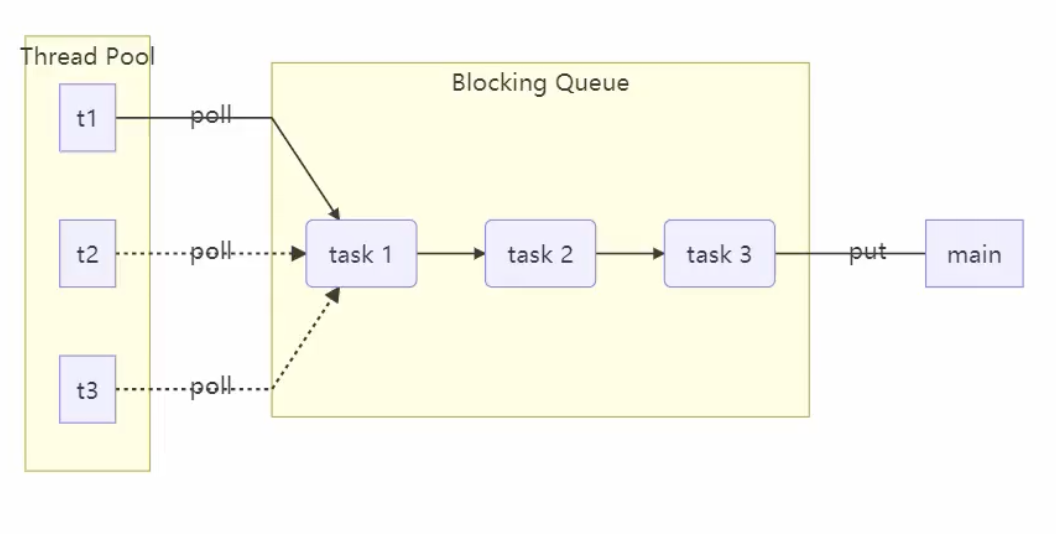 Thread Pool
Blocking Queue
t1
poll
t2
poll
task 1
task 2
task 3
put
main
t3
poll